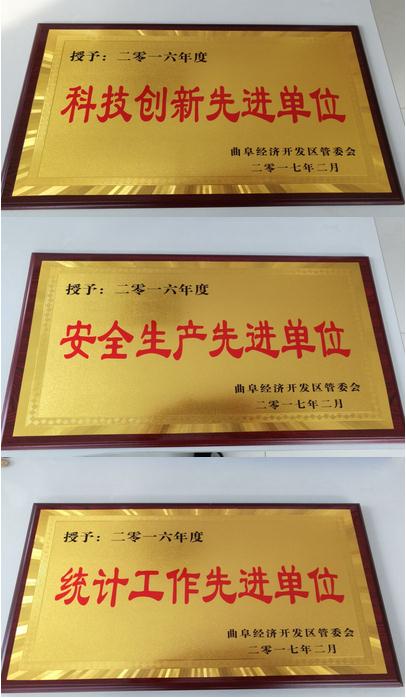 授予：二零一六年度
科技创新先进单位
曲阜经济开发区管委会
二零一七年二月
授予：二零一六年度
安全生产先进单位
曲阜经济开发区管委会
二零一七年二月
授予：二零一六年度
统计工作先进单位
曲阜经济开发区管委会
二零一七年二月